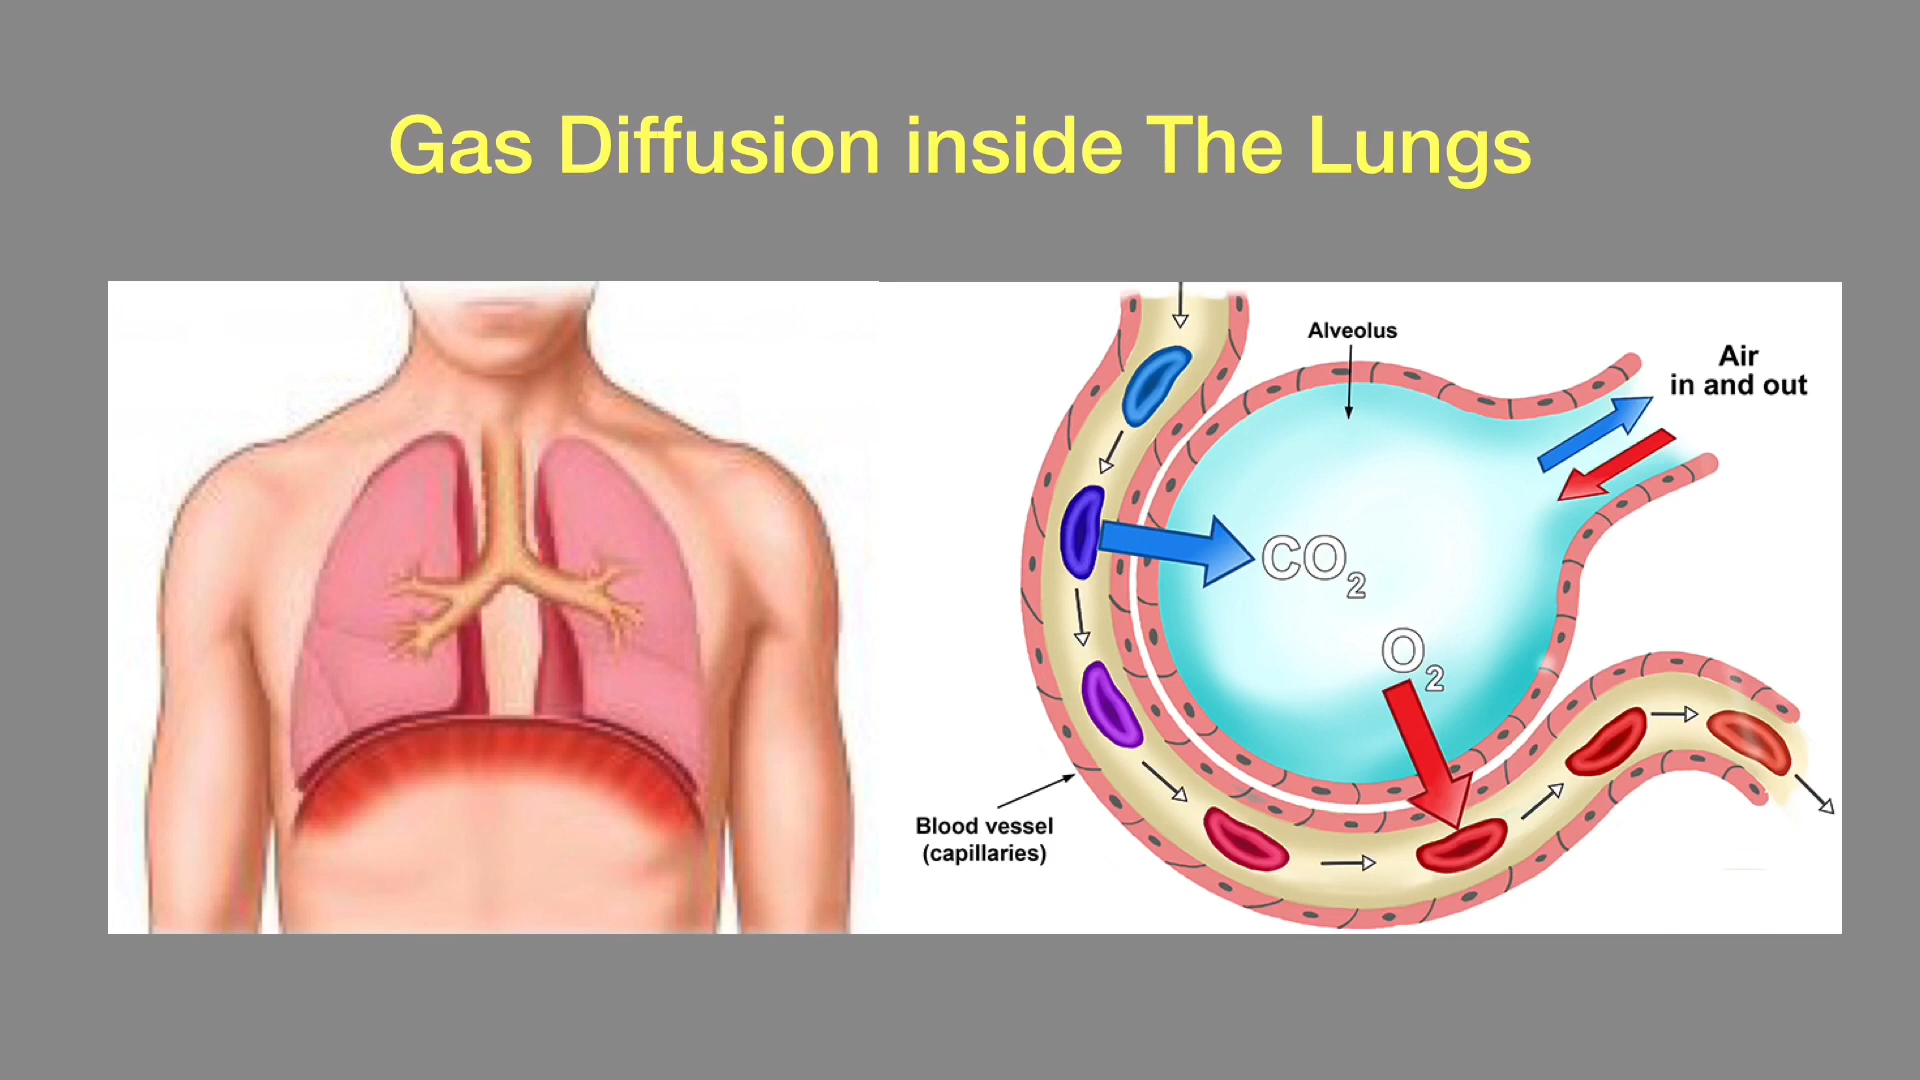 Gas Diffusion inside The Lungs
Alveolus
Air
in and out
CO₂
O₂
Blood vessel
(capillaries)